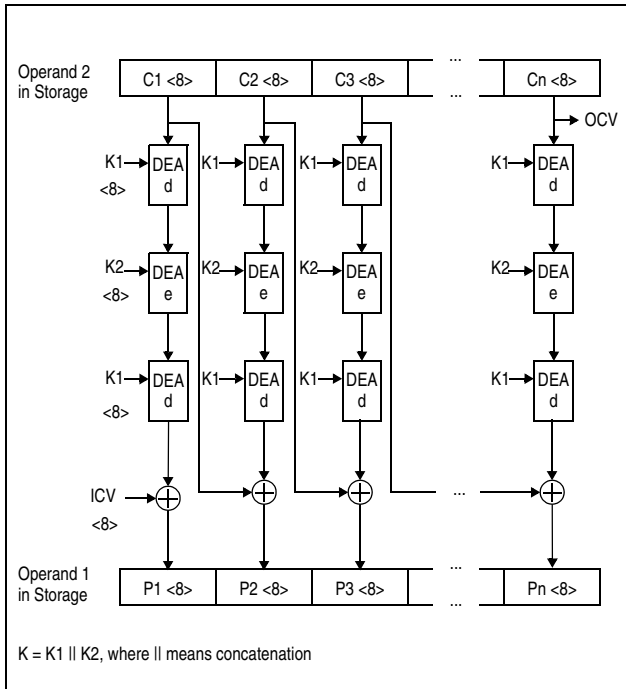 Operand 2
in Storage
C1 <8> C2 <8> C3 <8> ... ... Cn <8>
OCV
K1 <8> DEA d K1 DEA d K1 DEA d K1 DEA d
K2 <8> DEA e K2 DEA e K2 DEA e K2 DEA e
K1 <8> DEA d K1 DEA d K1 DEA d K1 DEA d
ICV <8> ...
Operand 1
in Storage
P1 <8> P2 <8> P3 <8> ... ... Pn <8>
K = K1 || K2, where || means concatenation